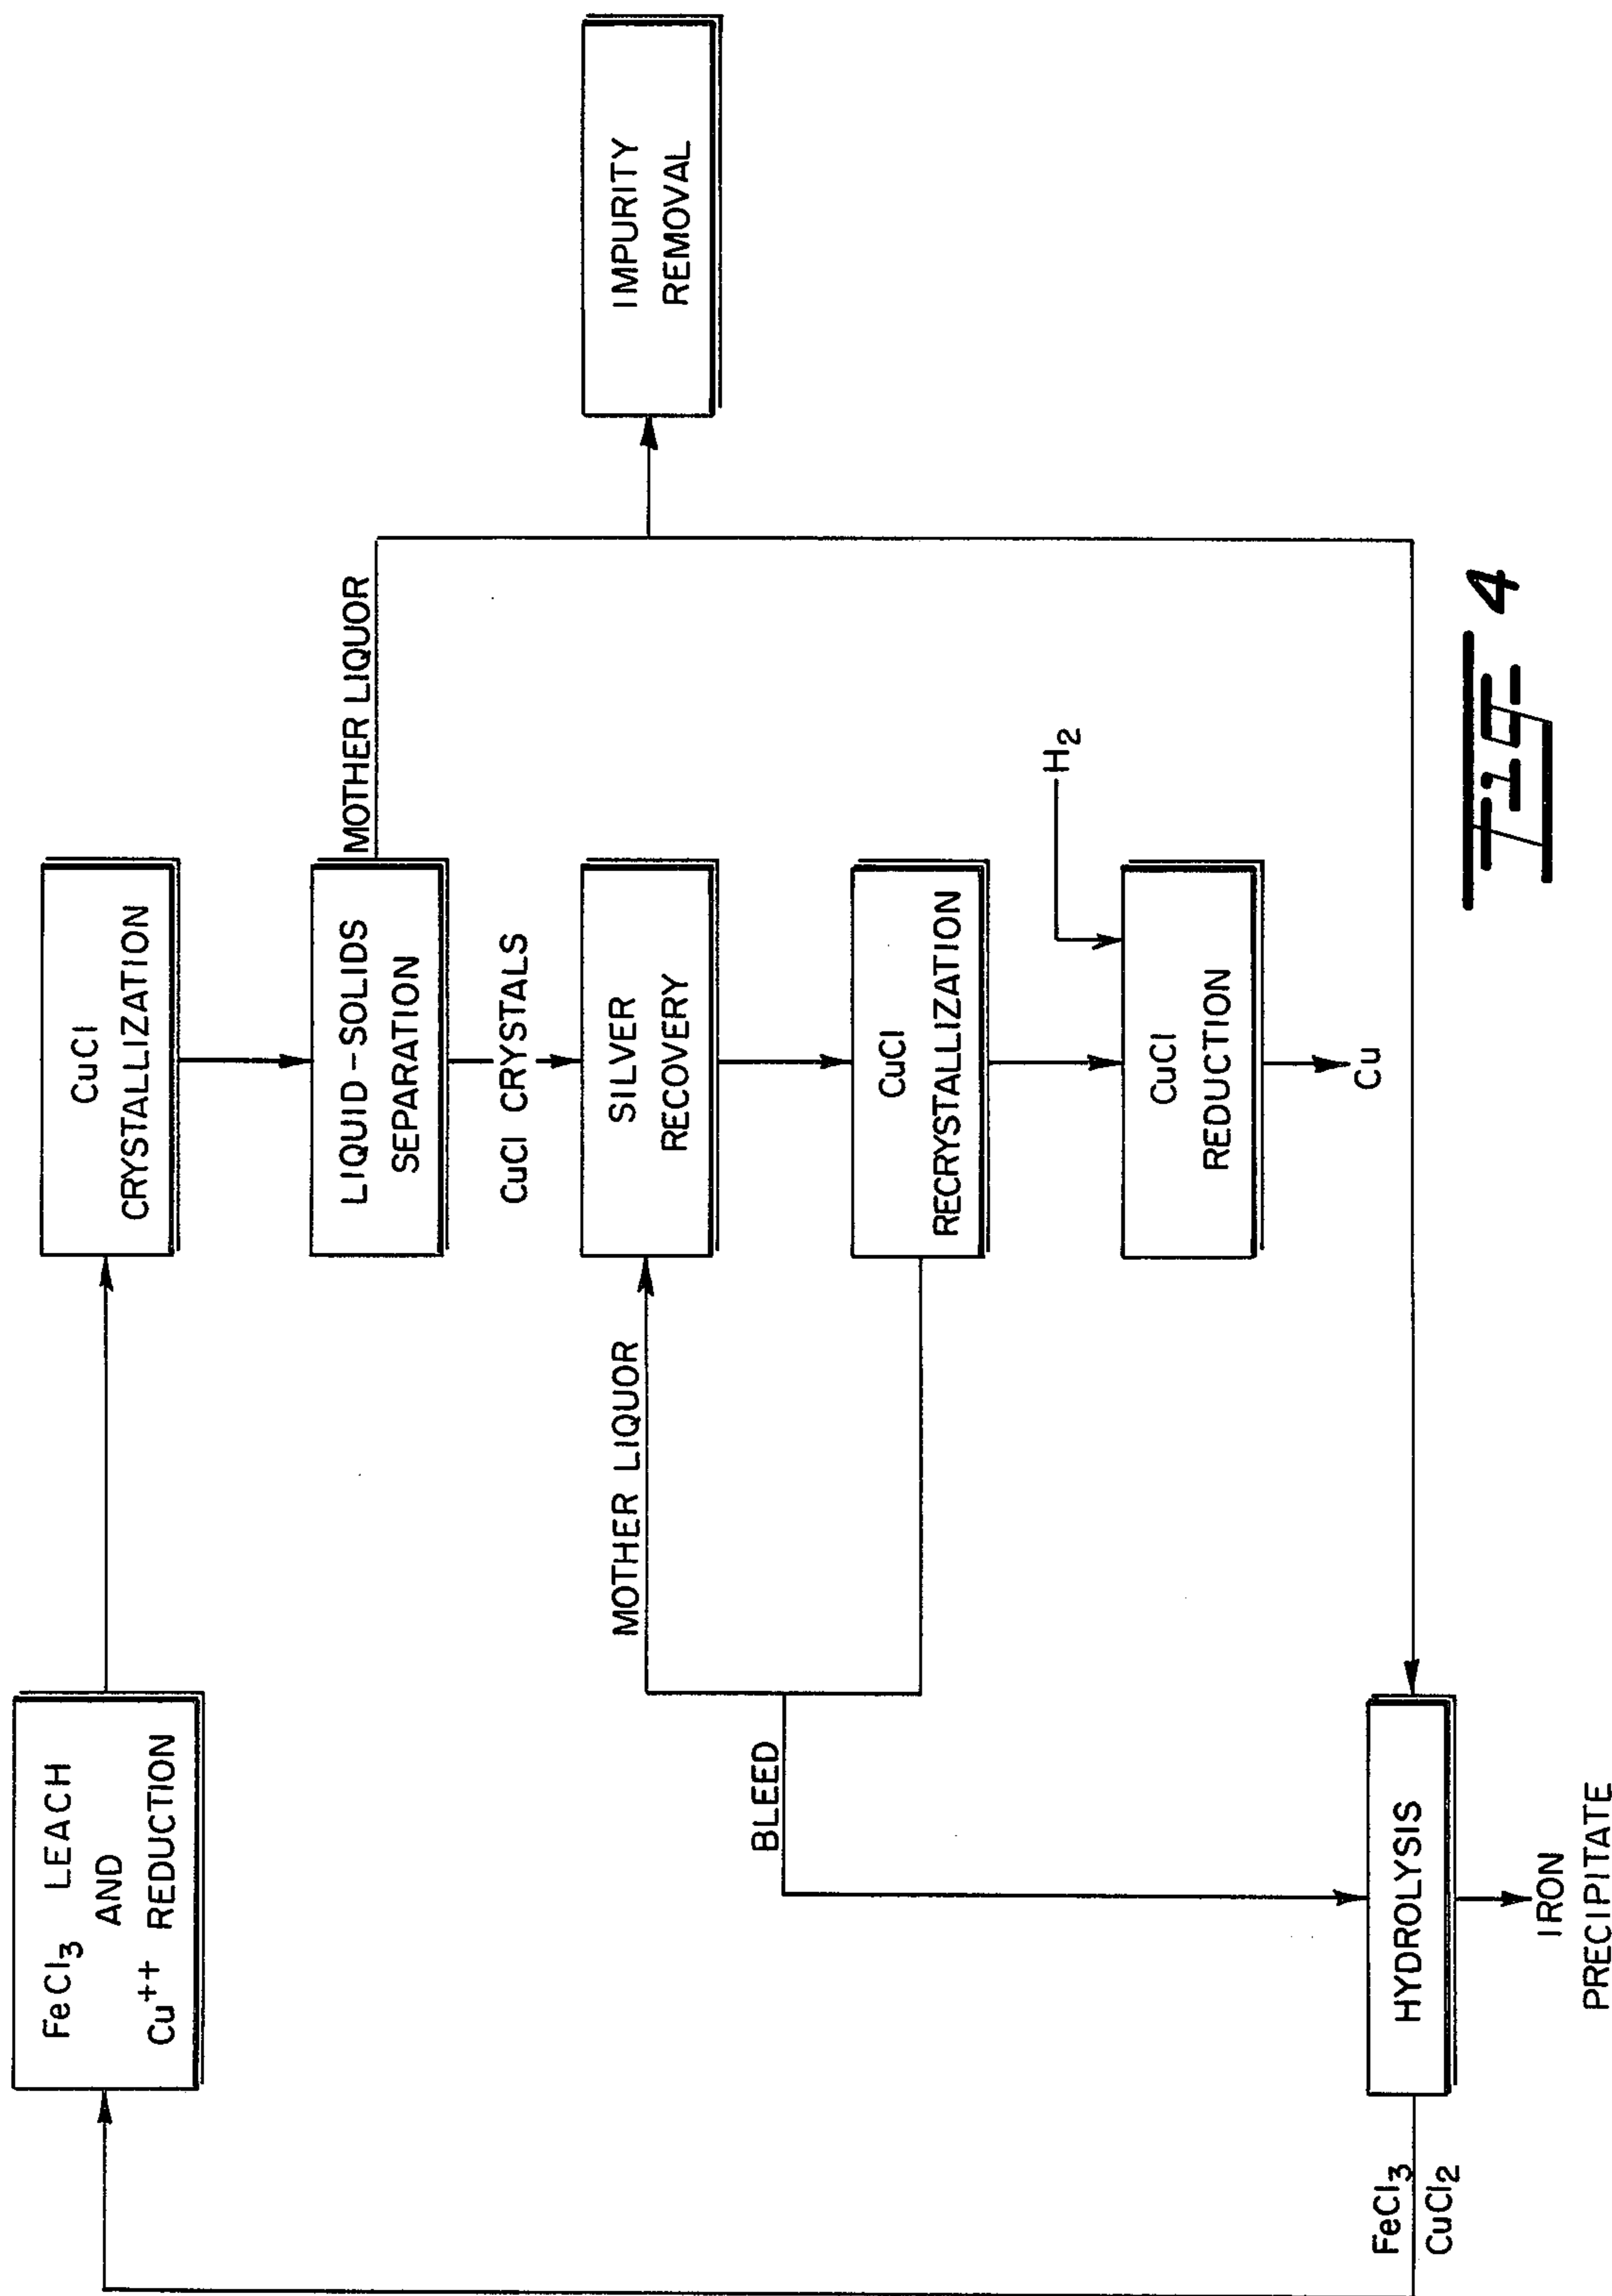 FeCl3 LEACH
AND
Cu++ REDUCTION
CuCl
CRYSTALLIZATION
LIQUID-SOLIDS
SEPARATION
MOTHER LIQUOR
CuCl CRYSTALS
MOTHER LIQUOR
SILVER
RECOVERY
IMPURITY
REMOVAL
BLEED
CuCl
RECRYSTALLIZATION
H2
CuCl
REDUCTION
Cu
FeCl3
CuCl2
HYDROLYSIS
IRON
PRECIPITATE
FIG 4